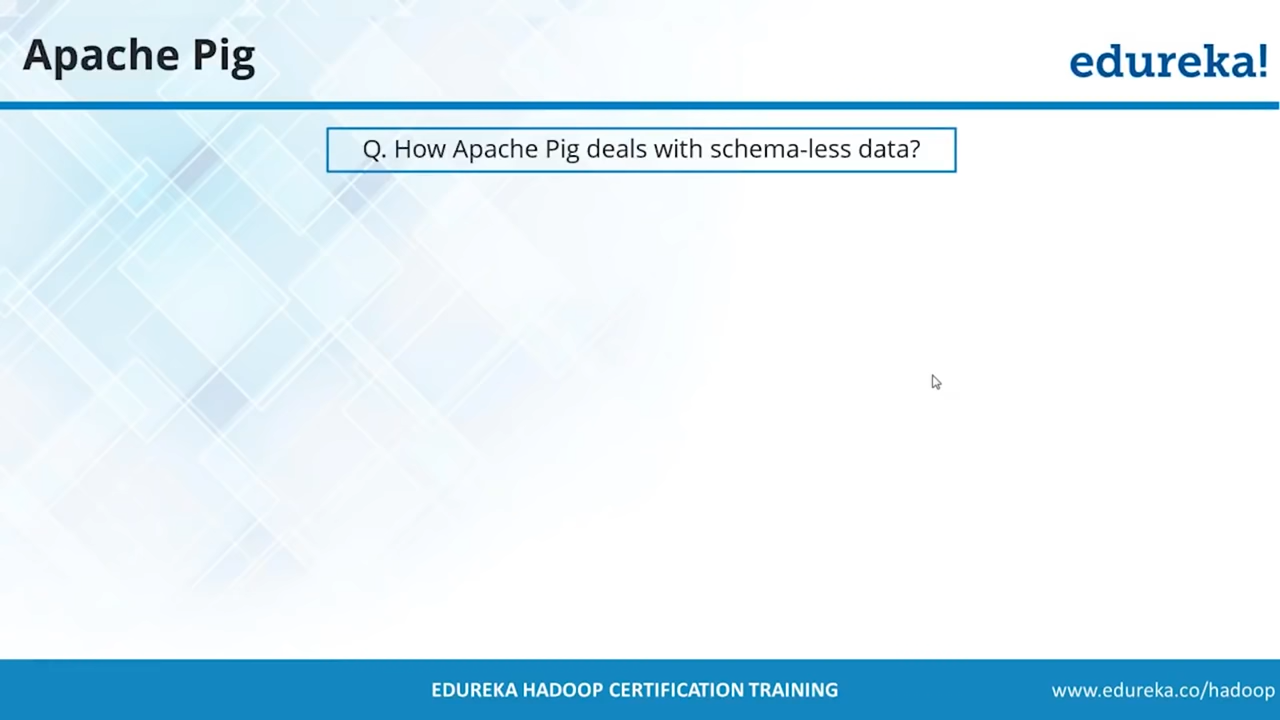 Apache Pig
edureka!
Q. How Apache Pig deals with schema-less data?
EDUREKA HADOOP CERTIFICATION TRAINING
www.edureka.co/hadoop